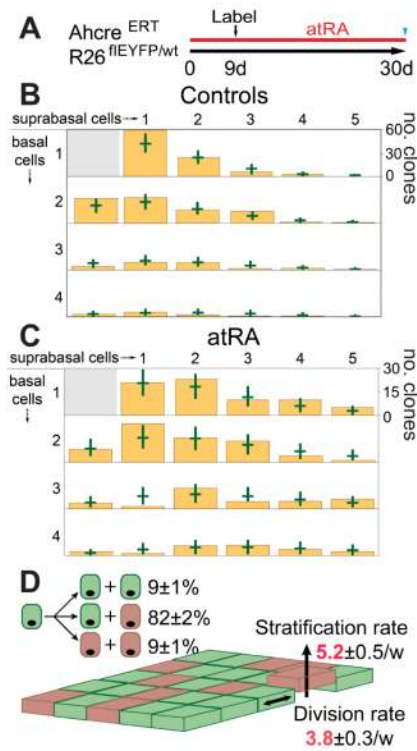 A
Ahcre ERT
R26 flEYFP/wt
Label
atRA
0 9d 30d
B
Controls
suprabasal cells→ 1 2 3 4 5
basal cells
↓
1
2
3
4
60
30
0
no. clones
C
atRA
suprabasal cells→ 1 2 3 4 5
basal cells
↓
1
2
3
4
30
15
0
no. clones
D
+ 9±1%
+ 82±2%
+ 9±1%
Stratification rate
5.2±0.5/w
Division rate
3.8±0.3/w